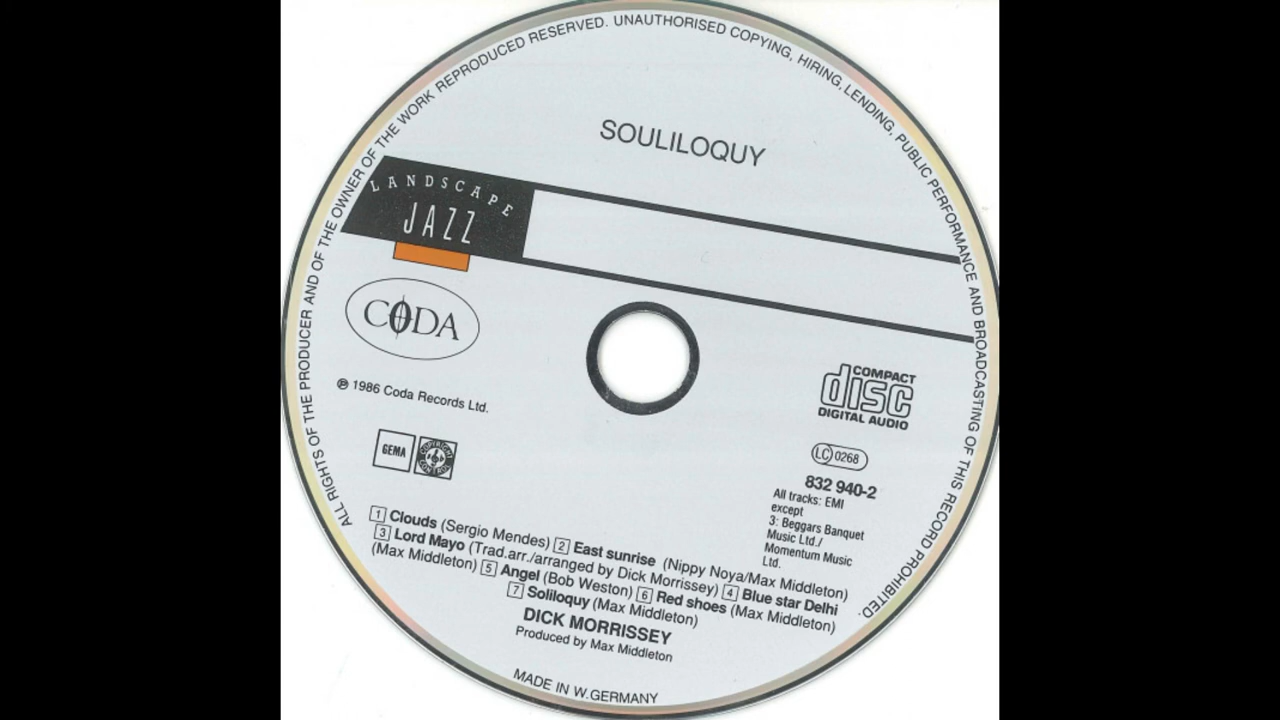 ALL RIGHTS OF THE PRODUCER AND OF THE OWNER OF THE WORK REPRODUCED RESERVED. UNAUTHORISED COPYING, HIRING, LENDING, PUBLIC PERFORMANCE AND BROADCASTING OF THIS RECORD PROHIBITED.
SOULILOQUY
LANDSCAPE
JAZZ
CODA
℗ 1986 Coda Records Ltd.
GEMA
COPYRIGHT CONTROL
COMPACT
disc
DIGITAL AUDIO
LC 0268
832 940-2
All tracks: EMI
except
3: Beggars Banquet
Music Ltd./
Momentum Music
Ltd.
1 Clouds (Sergio Mendes) 2 East sunrise (Nippy Noya/Max Middleton)
3 Lord Mayo (Trad.arr./arranged by Dick Morrissey) 4 Blue star Delhi
(Max Middleton) 5 Angel (Bob Weston) 6 Red shoes (Max Middleton)
7 Soliloquy (Max Middleton)
DICK MORRISSEY
Produced by Max Middleton
MADE IN W.GERMANY